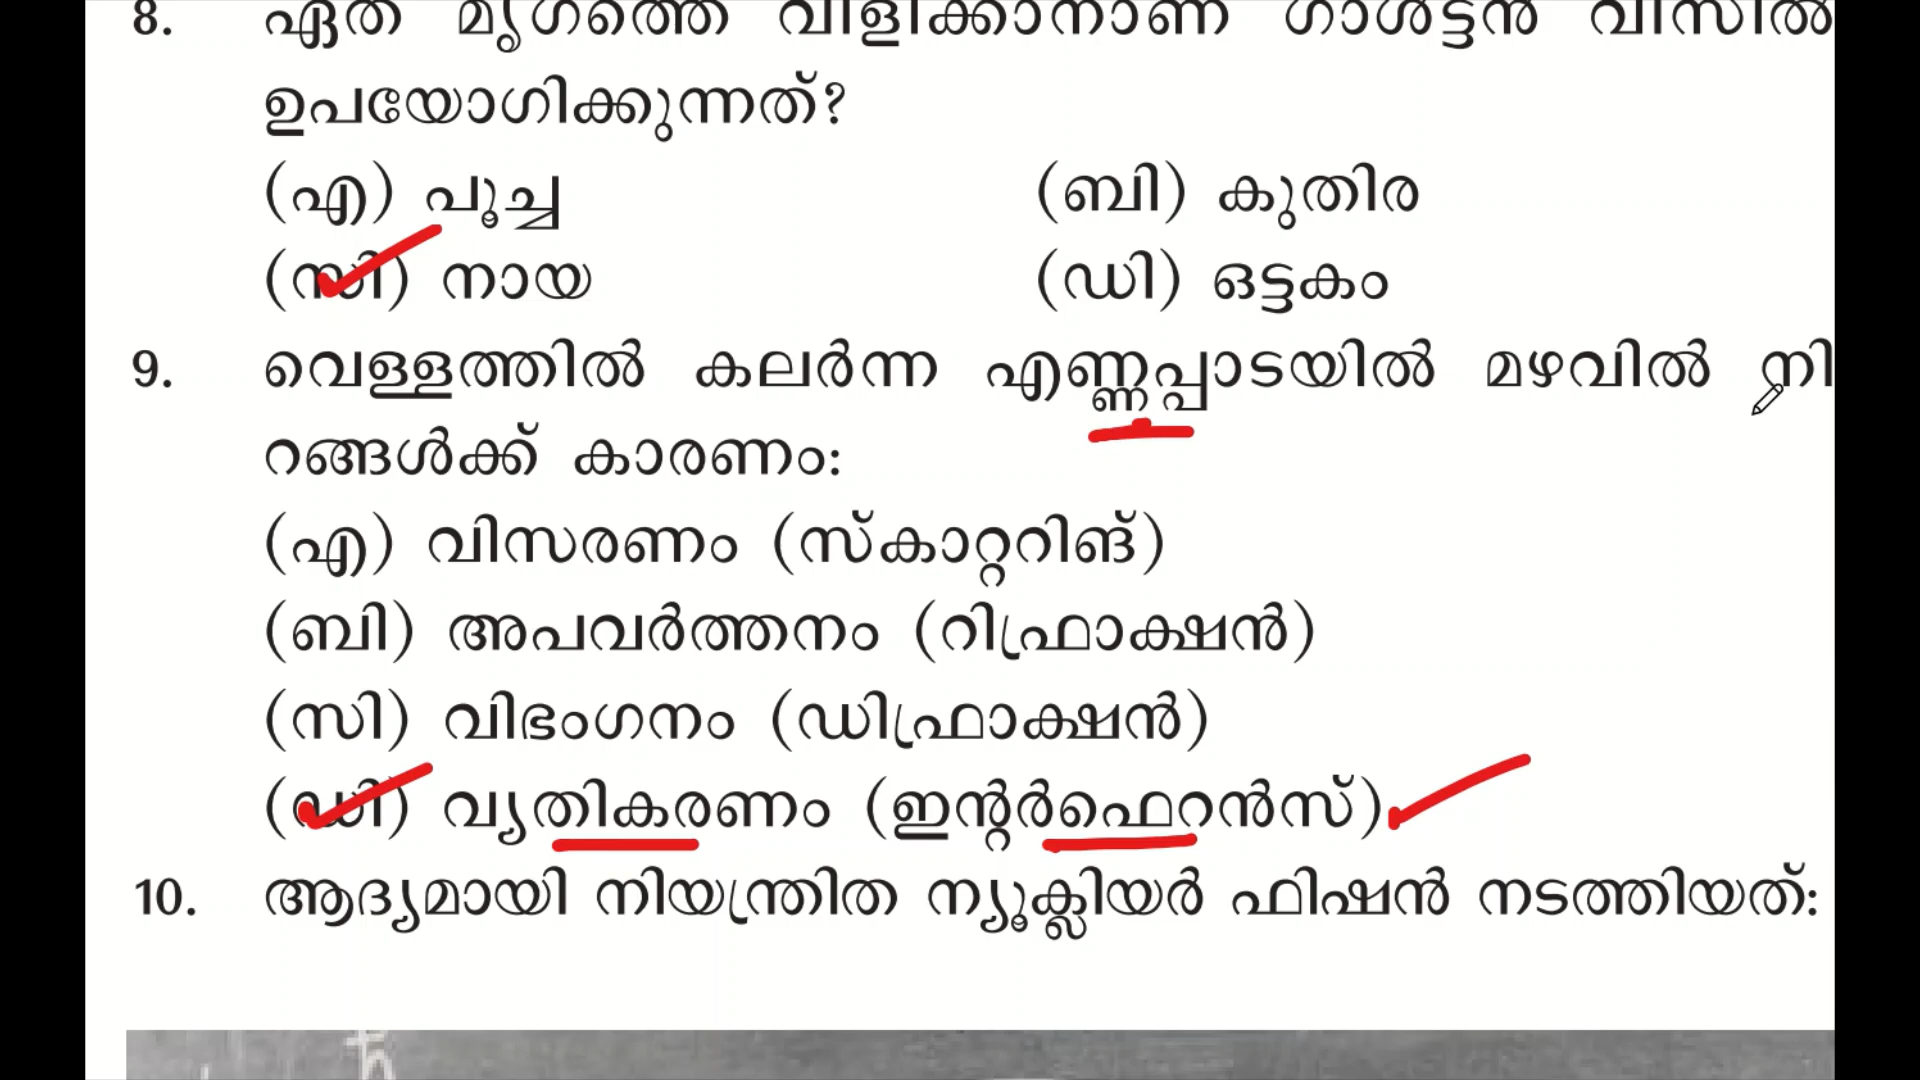 8. ഏത് മൃഗത്തെ വിളിക്കാനാണ് ഗാൾട്ടൻ വിസിൽ
ഉപയോഗിക്കുന്നത്?
(എ) പൂച്ച (ബി) കുതിര
(സി) നായ (ഡി) ഒട്ടകം
9. വെള്ളത്തിൽ കലർന്ന എണ്ണപ്പാടയിൽ മഴവിൽ നി
റങ്ങൾക്ക് കാരണം:
(എ) വിസരണം (സ്കാറ്ററിങ്)
(ബി) അപവർത്തനം (റിഫ്രാക്ഷൻ)
(സി) വിഭംഗനം (ഡിഫ്രാക്ഷൻ)
(ഡി) വ്യതികരണം (ഇന്റർഫെറൻസ്)
10. ആദ്യമായി നിയന്ത്രിത ന്യൂക്ലിയർ ഫിഷൻ നടത്തിയത്: